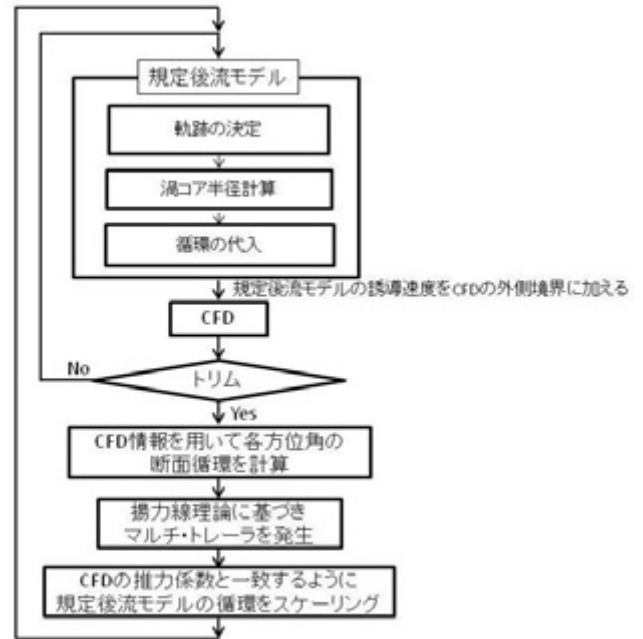 規定後流モデル
軌跡の決定
渦コア半径計算
循環の代入
規定後流モデルの誘導速度をCFDの外側境界に加える
CFD
No
トリム
Yes
CFD情報を用いて各方位角の
断面循環を計算
揚力線理論に基づき
マルチ・トレーラを発生
CFDの推力係数と一致するように
規定後流モデルの循環をスケーリング